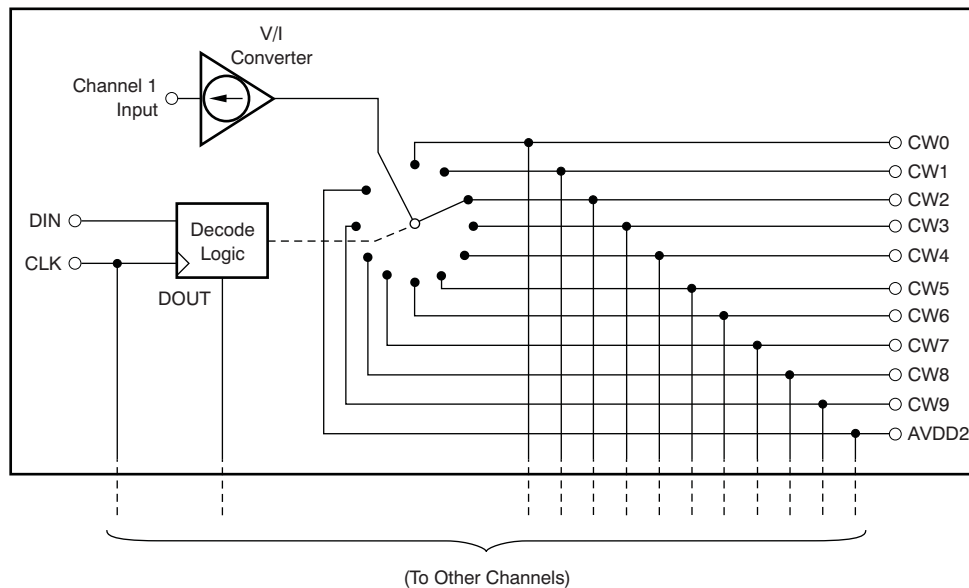 V/I
Converter
Channel 1
Input
CW0
CW1
CW2
DIN
Decode
Logic
CW3
CLK
CW4
DOUT
CW5
CW6
CW7
CW8
CW9
AVDD2
(To Other Channels)